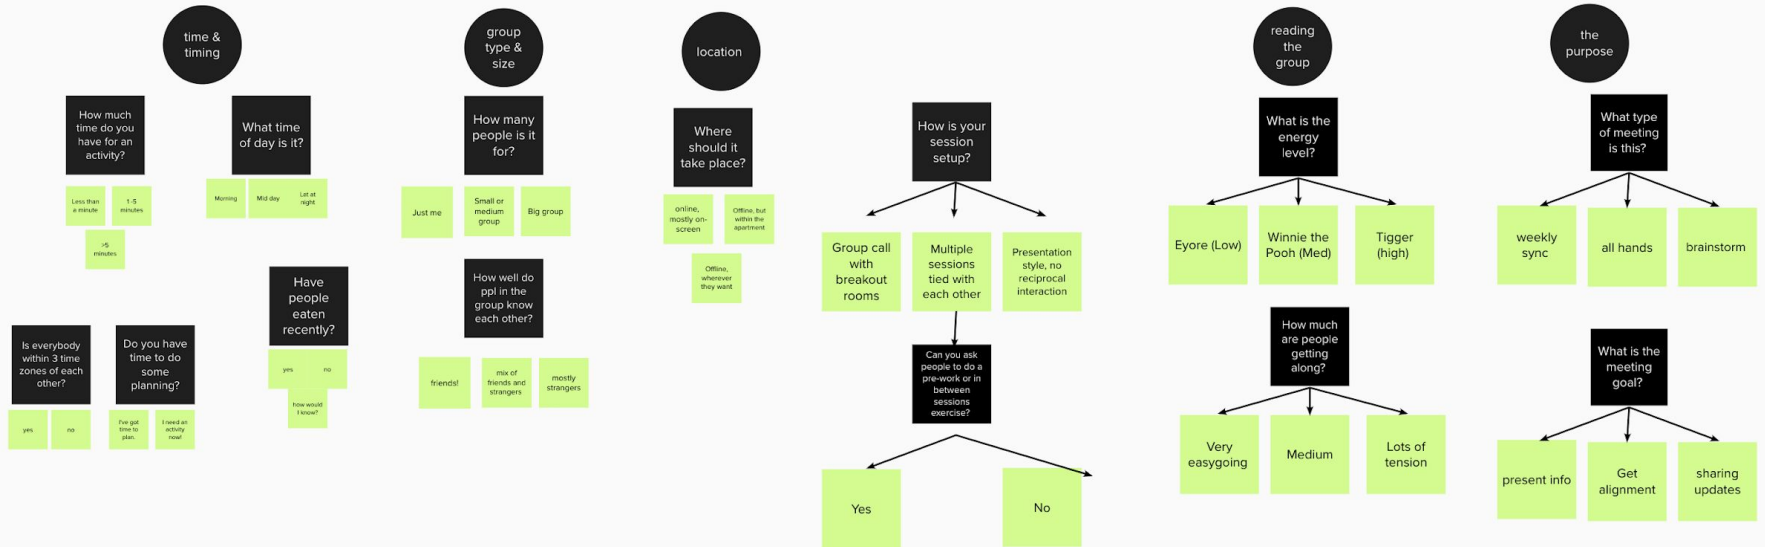 time &
timing
How much
time do you
have for an
activity?
Less than
a minute
1 -5
minutes
>5
minutes
What time
of day is it?
Morning
Mid day
Lat at
night
Is everybody
within 3 time
zones of each
other?
yes
no
Do you have
time to do
some
planning?
I've got
time to
plan.
I need an
activity
now!
Have
people
eaten
recently?
yes
no
how would
I know?
group
type &
size
How many
people is it
for?
Just me
Small or
medium
group
Big group
How well do
ppl in the
group know
each other?
friends!
mix of
friends and
strangers
mostly
strangers
location
Where
should it
take place?
online,
mostly on-
screen
Offline, but
within the
apartment
Offline,
wherever
they want
How is your
session
setup?
Group call
with
breakout
rooms
Multiple
sessions
tied with
each other
Presentation
style, no
reciprocal
interaction
Can you ask
people to do a
pre-work or in
between
sessions
exercise?
Yes
No
reading
the
group
What is the
energy
level?
Eyore (Low)
Winnie the
Pooh (Med)
Tigger
(high)
How much
are people
getting
along?
Very
easygoing
Medium
Lots of
tension
the
purpose
What type
of meeting
is this?
weekly
sync
all hands
brainstorm
What is the
meeting
goal?
present info
Get
alignment
sharing
updates